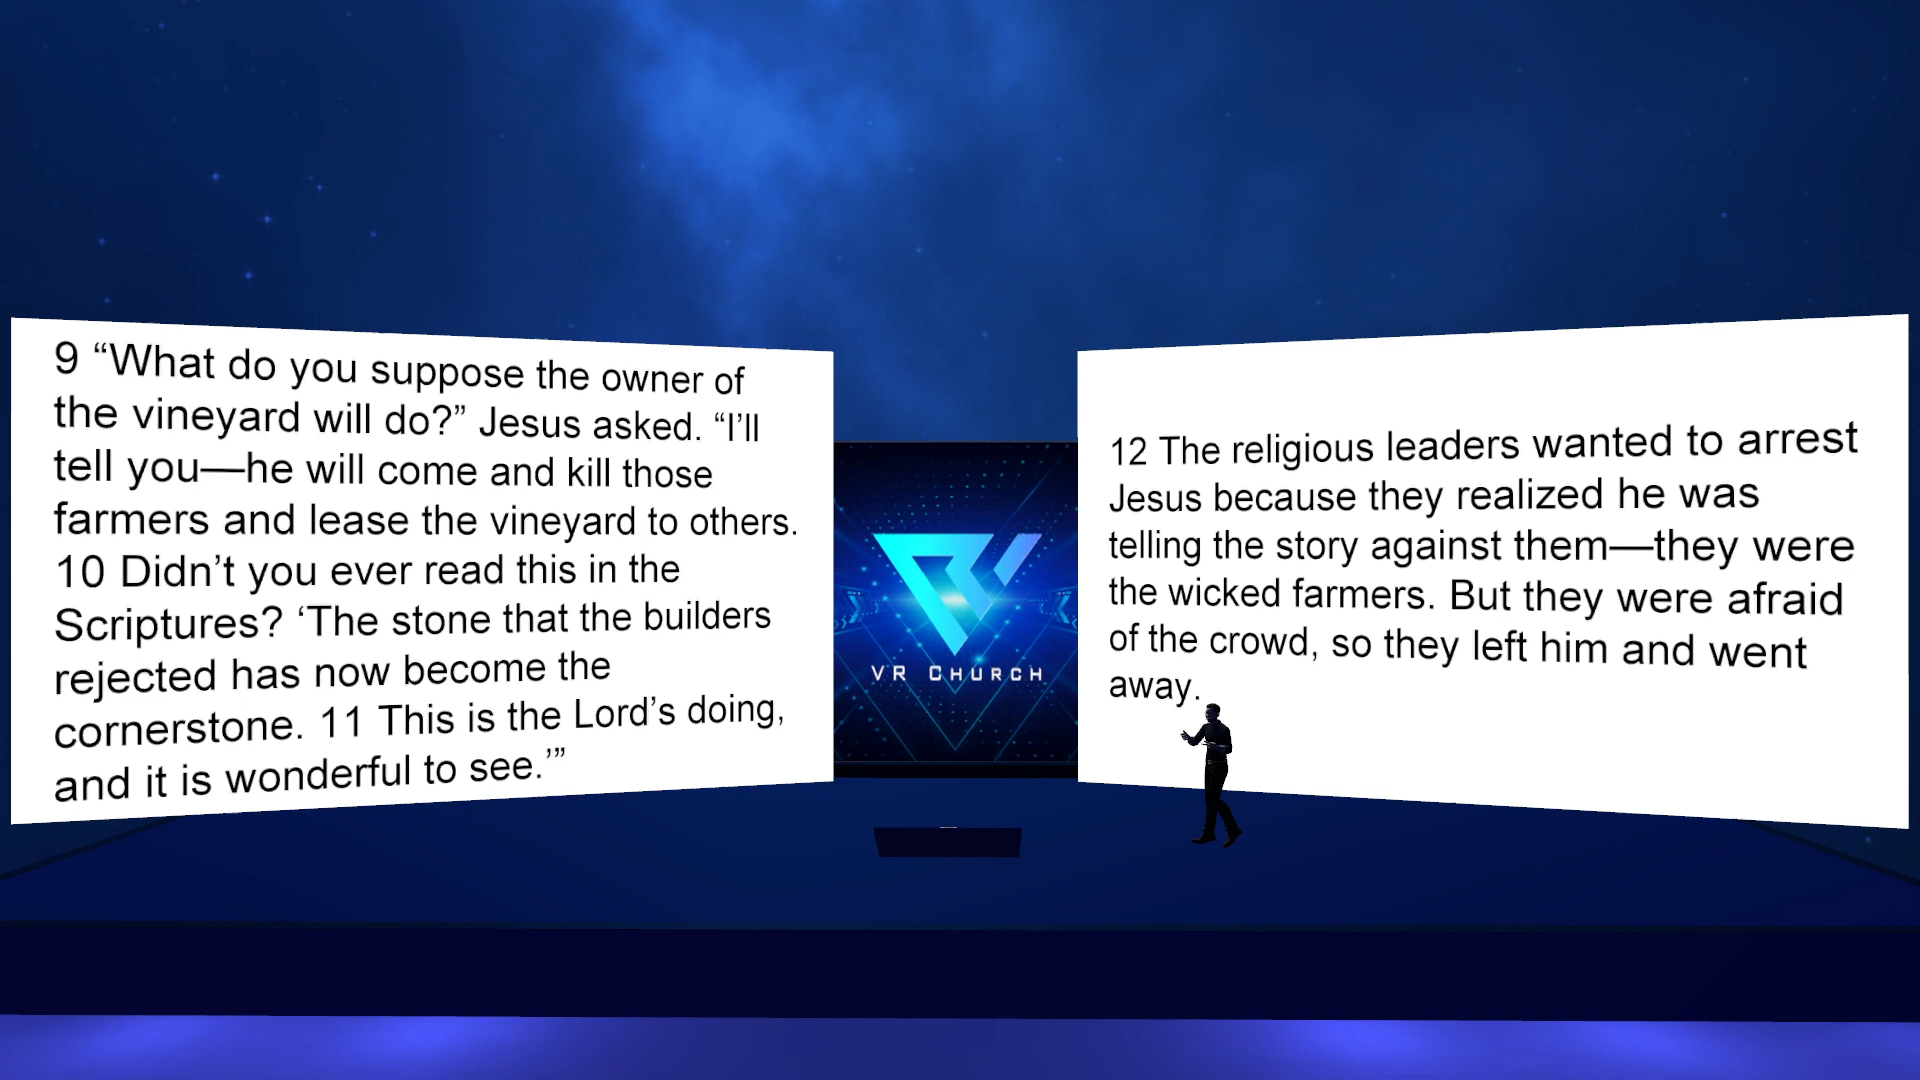 9 “What do you suppose the owner of
the vineyard will do?” Jesus asked. “I’ll
tell you—he will come and kill those
farmers and lease the vineyard to others.
10 Didn’t you ever read this in the
Scriptures? ‘The stone that the builders
rejected has now become the
cornerstone. 11 This is the Lord’s doing,
and it is wonderful to see.’”
VR CHURCH
12 The religious leaders wanted to arrest
Jesus because they realized he was
telling the story against them—they were
the wicked farmers. But they were afraid
of the crowd, so they left him and went
away.